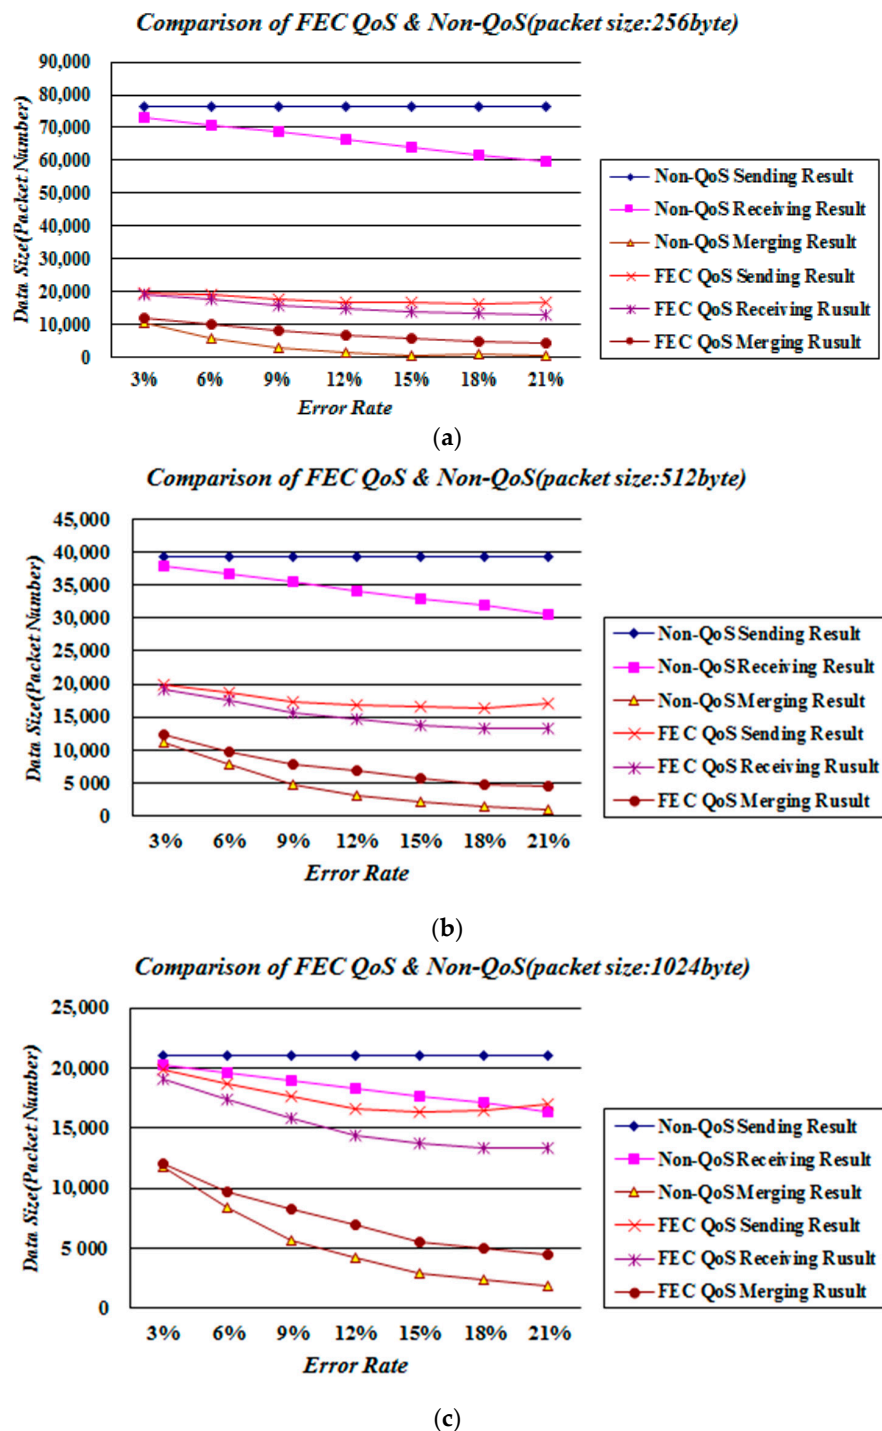 Comparison of FEC QoS & Non-QoS(packet size:256byte)
Data Size(Packet Number)
90,000
80,000
70,000
60,000
50,000
40,000
30,000
20,000
10,000
0
3% 6% 9% 12% 15% 18% 21%
Error Rate
Non-QoS Sending Result
Non-QoS Receiving Result
Non-QoS Merging Result
FEC QoS Sending Result
FEC QoS Receiving Rusult
FEC QoS Merging Rusult
(a)
Comparison of FEC QoS & Non-QoS(packet size:512byte)
Data Size(Packet Number)
45,000
40,000
35,000
30,000
25,000
20,000
15,000
10,000
5 000
0
3% 6% 9% 12% 15% 18% 21%
Error Rate
Non-QoS Sending Result
Non-QoS Receiving Result
Non-QoS Merging Result
FEC QoS Sending Result
FEC QoS Receiving Rusult
FEC QoS Merging Rusult
(b)
Comparison of FEC QoS & Non-QoS(packet size:1024byte)
Data Size(Packet Number)
25,000
20,000
15,000
10,000
5 000
0
3% 6% 9% 12% 15% 18% 21%
Error Rate
Non-QoS Sending Result
Non-QoS Receiving Result
Non-QoS Merging Result
FEC QoS Sending Result
FEC QoS Receiving Rusult
FEC QoS Merging Rusult
(c)